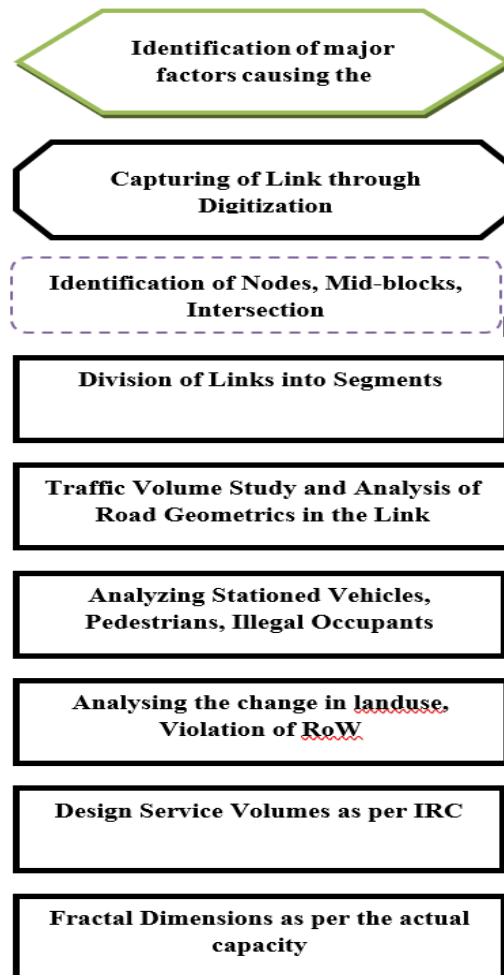 Identification of major
factors causing the
Capturing of Link through
Digitization
Identification of Nodes, Mid-blocks,
Intersection
Division of Links into Segments
Traffic Volume Study and Analysis of
Road Geometrics in the Link
Analyzing Stationed Vehicles,
Pedestrians, Illegal Occupants
Analysing the change in landuse,
Violation of RoW
Design Service Volumes as per IRC
Fractal Dimensions as per the actual
capacity